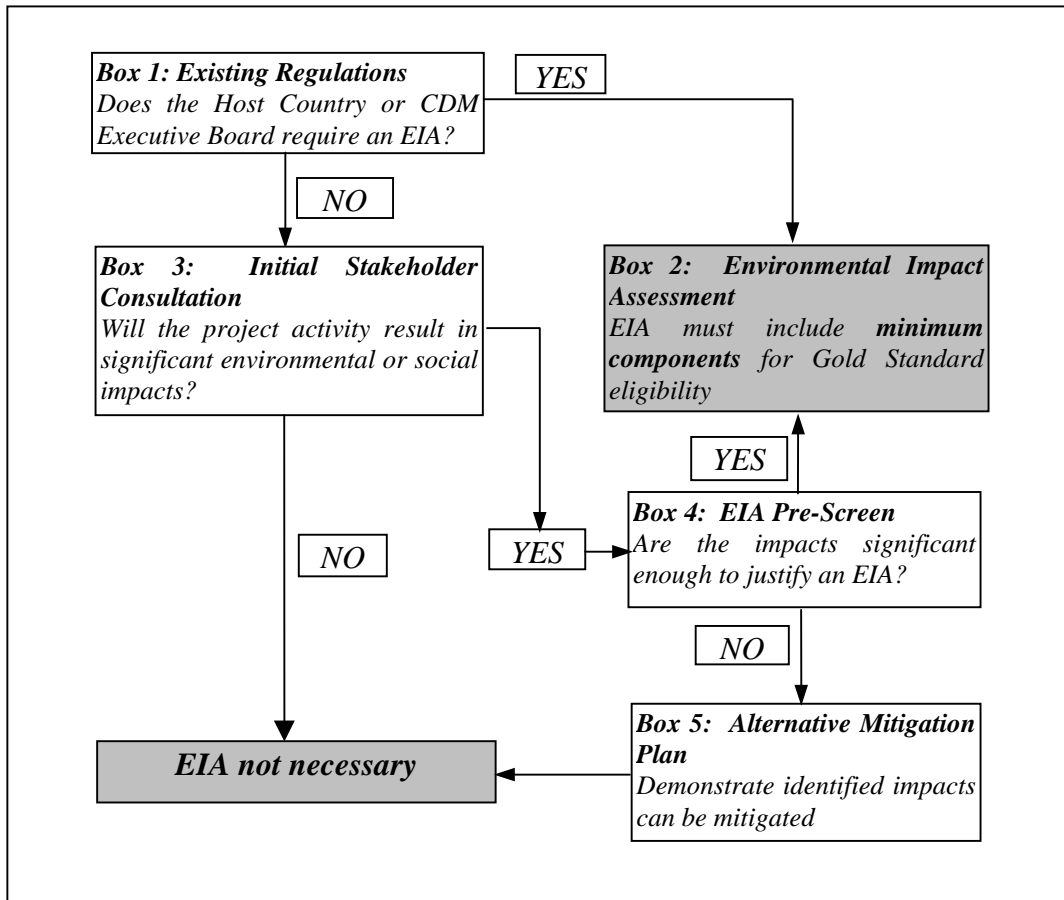 Box 1: Existing Regulations
Does the Host Country or CDM
Executive Board require an EIA?
YES
NO
Box 3: Initial Stakeholder
Consultation
Will the project activity result in
significant environmental or social
impacts?
Box 2: Environmental Impact
Assessment
EIA must include minimum
components for Gold Standard
eligibility
YES
Box 4: EIA Pre-Screen
Are the impacts significant
enough to justify an EIA?
YES
NO
NO
Box 5: Alternative Mitigation
Plan
Demonstrate identified impacts
can be mitigated
EIA not necessary